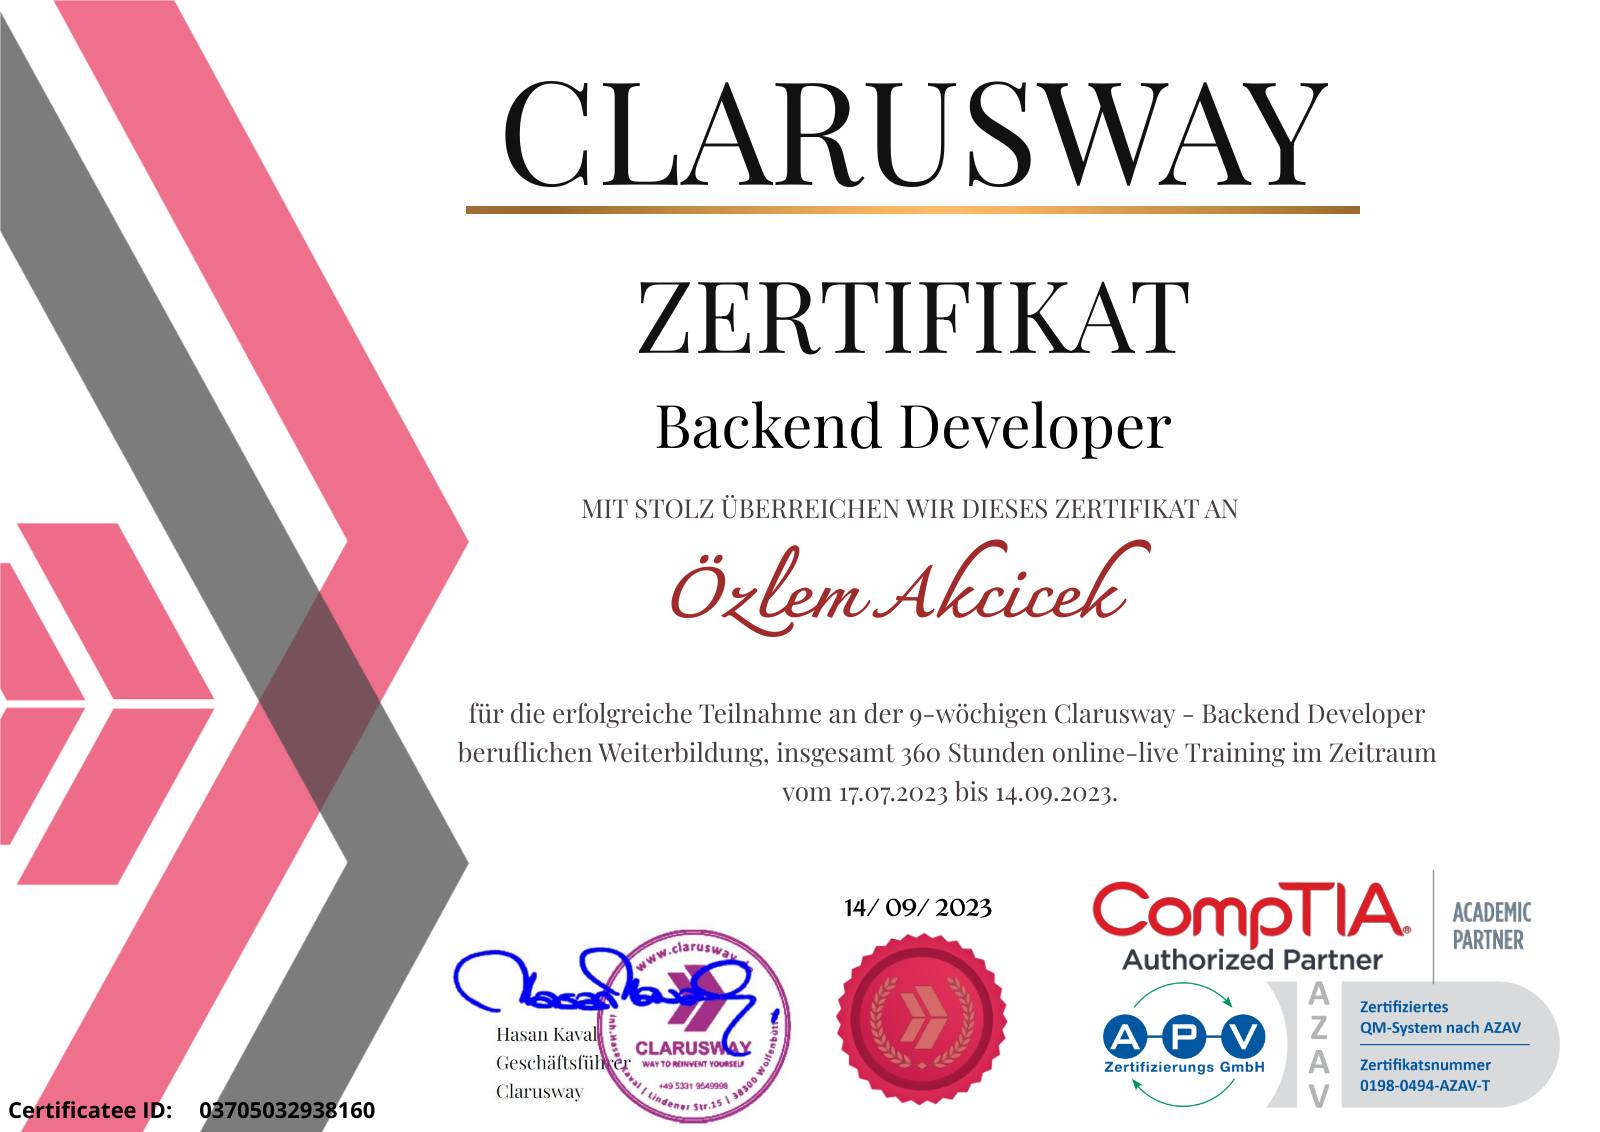 CLARUSWAY
ZERTIFIKAT
Backend Developer
MIT STOLZ ÜBERREICHEN WIR DIESES ZERTIFIKAT AN
Özlem Akcicek
für die erfolgreiche Teilnahme an der 9-wöchigen Clarusway - Backend Developer
beruflichen Weiterbildung, insgesamt 360 Stunden online-live Training im Zeitraum
vom 17.07.2023 bis 14.09.2023.
14/ 09/ 2023
Hasan Kaval
Geschäftsführer
Clarusway
www.clarusway.de
CLARUSWAY
WAY TO REINVENT YOURSELF
+49 5331 9549998
inh.Hasan Kaval / Lindener Str.15 | 38300 Wolfenbüttel
CompTIA®
Authorized Partner
ACADEMIC
PARTNER
A-P-V
Zertifizierungs GmbH
AZAV
Zertifiziertes
QM-System nach AZAV
Zertifikatsnummer
0198-0494-AZAV-T
Certificatee ID: 03705032938160